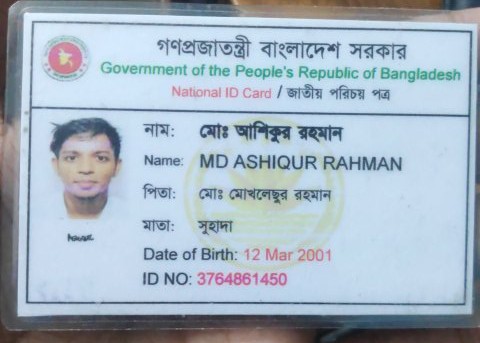 গণপ্রজাতন্ত্রী বাংলাদেশ সরকার
Government of the People's Republic of Bangladesh
National ID Card / জাতীয় পরিচয় পত্র
নাম: মোঃ আশিকুর রহমান
Name: MD ASHIQUR RAHMAN
পিতা: মোঃ মোখলেছুর রহমান
মাতা: সুহাদা
Date of Birth: 12 Mar 2001
ID NO: 3764861450